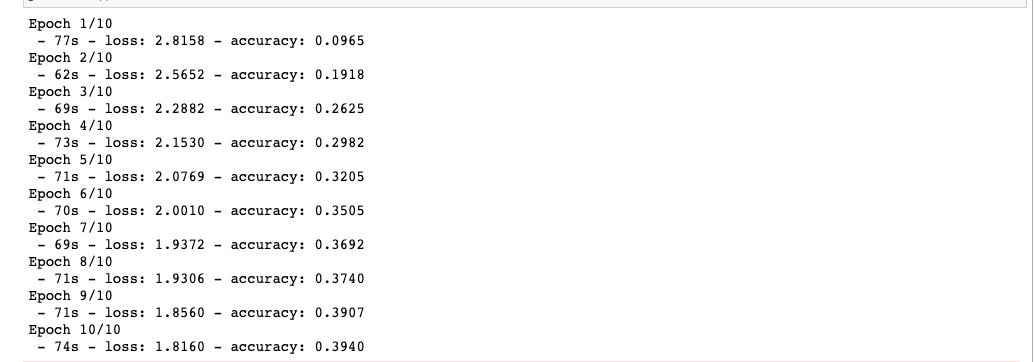 Epoch 1/10
 - 77s - loss: 2.8158 - accuracy: 0.0965
Epoch 2/10
 - 62s - loss: 2.5652 - accuracy: 0.1918
Epoch 3/10
 - 69s - loss: 2.2882 - accuracy: 0.2625
Epoch 4/10
 - 73s - loss: 2.1530 - accuracy: 0.2982
Epoch 5/10
 - 71s - loss: 2.0769 - accuracy: 0.3205
Epoch 6/10
 - 70s - loss: 2.0010 - accuracy: 0.3505
Epoch 7/10
 - 69s - loss: 1.9372 - accuracy: 0.3692
Epoch 8/10
 - 71s - loss: 1.9306 - accuracy: 0.3740
Epoch 9/10
 - 71s - loss: 1.8560 - accuracy: 0.3907
Epoch 10/10
 - 74s - loss: 1.8160 - accuracy: 0.3940